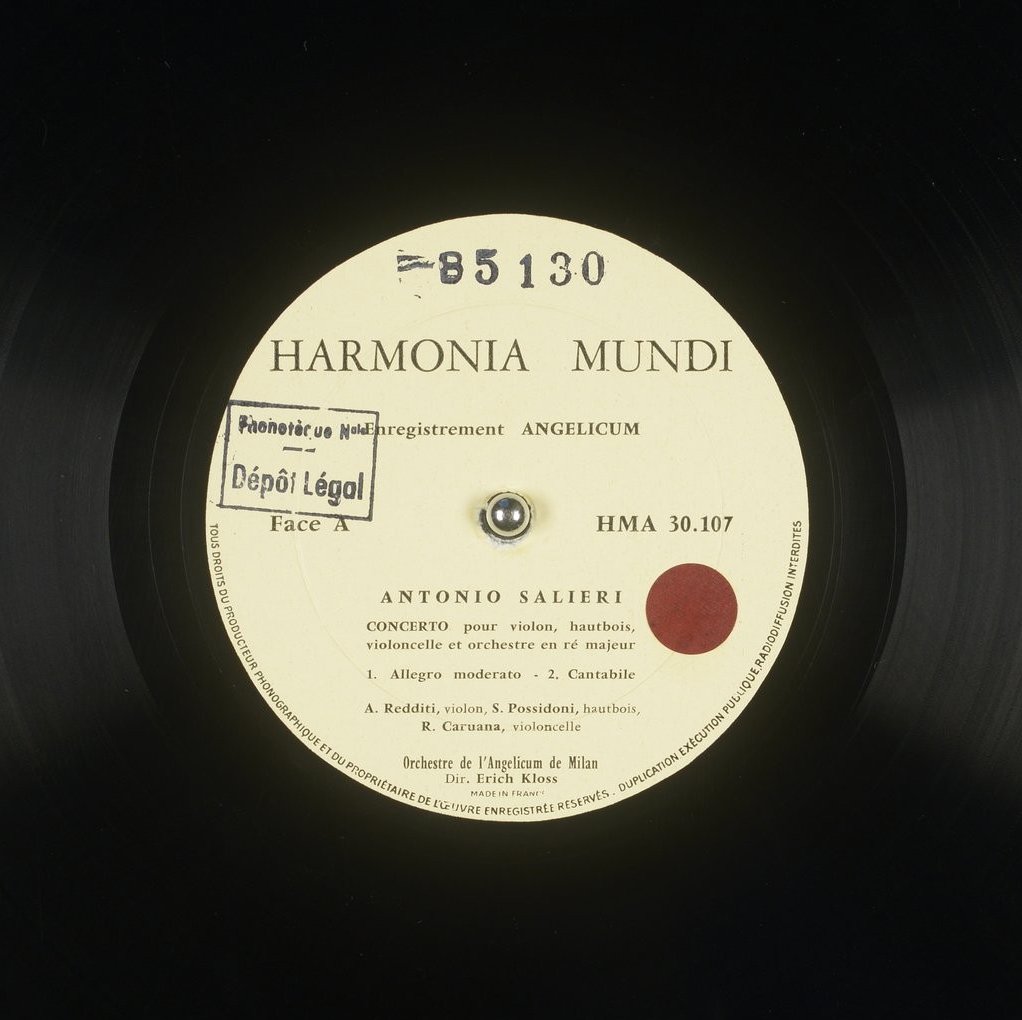 85130
HARMONIA MUNDI
Phonotèque Nale
Enregistrement ANGELICUM
Dépôt Légal
Face A
HMA 30.107
ANTONIO SALIERI
CONCERTO pour violon, hautbois,
violoncelle et orchestre en ré majeur
1. Allegro moderato - 2. Cantabile
A. Redditi, violon, S. Possidoni, hautbois,
R. Caruana, violoncelle
Orchestre de l'Angelicum de Milan
Dir. Erich Kloss
MADE IN FRANCE
TOUS DROITS DU PRODUCTEUR PHONOGRAPHIQUE ET DU PROPRIÉTAIRE DE L'ŒUVRE ENREGISTRÉE RÉSERVÉS . DUPLICATION EXÉCUTION PUBLIQUE.RADIODIFFUSION INTERDITES